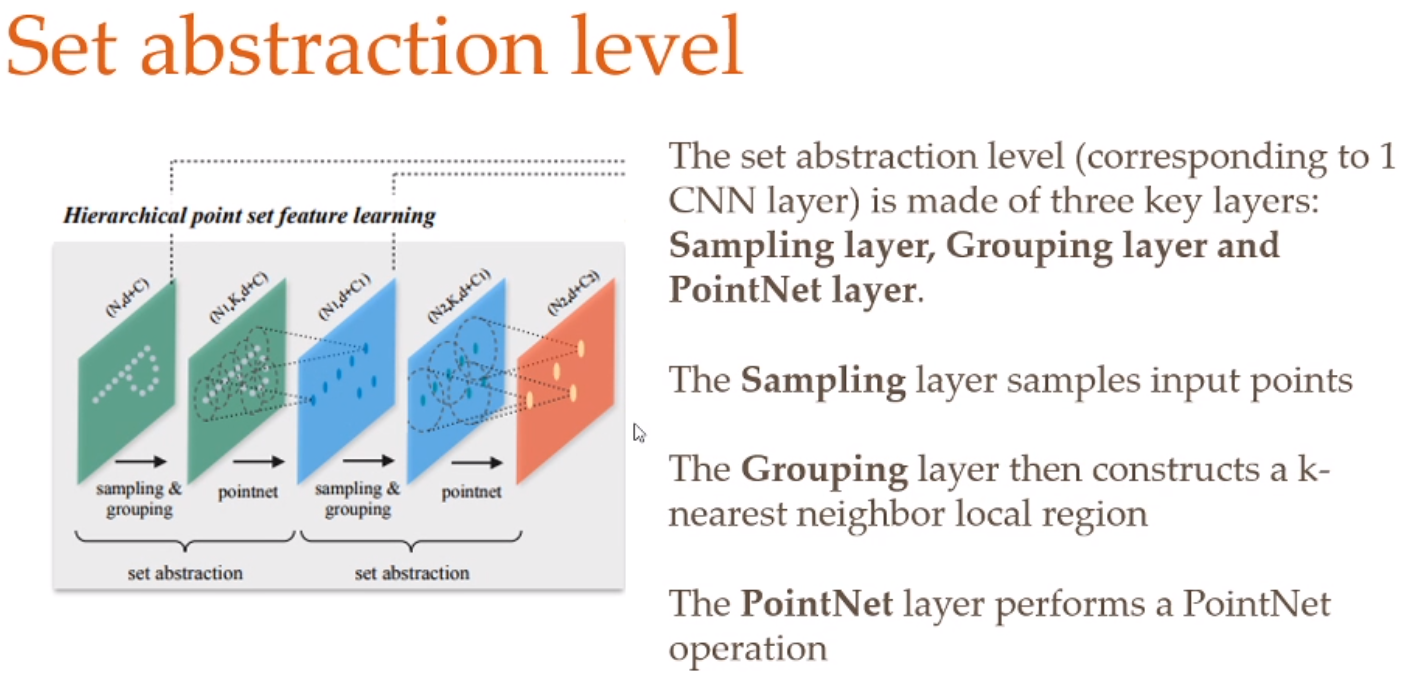 Set abstraction level
Hierarchical point set feature learning
(N,d+C)
(N1,K,d+C)
(N1,d+C1)
(N2,K,d+C1)
(N2,d+C2)
sampling &
grouping
pointnet
sampling &
grouping
pointnet
set abstraction
set abstraction
The set abstraction level (corresponding to 1
CNN layer) is made of three key layers:
Sampling layer, Grouping layer and
PointNet layer.
The Sampling layer samples input points
The Grouping layer then constructs a k-
nearest neighbor local region
The PointNet layer performs a PointNet
operation